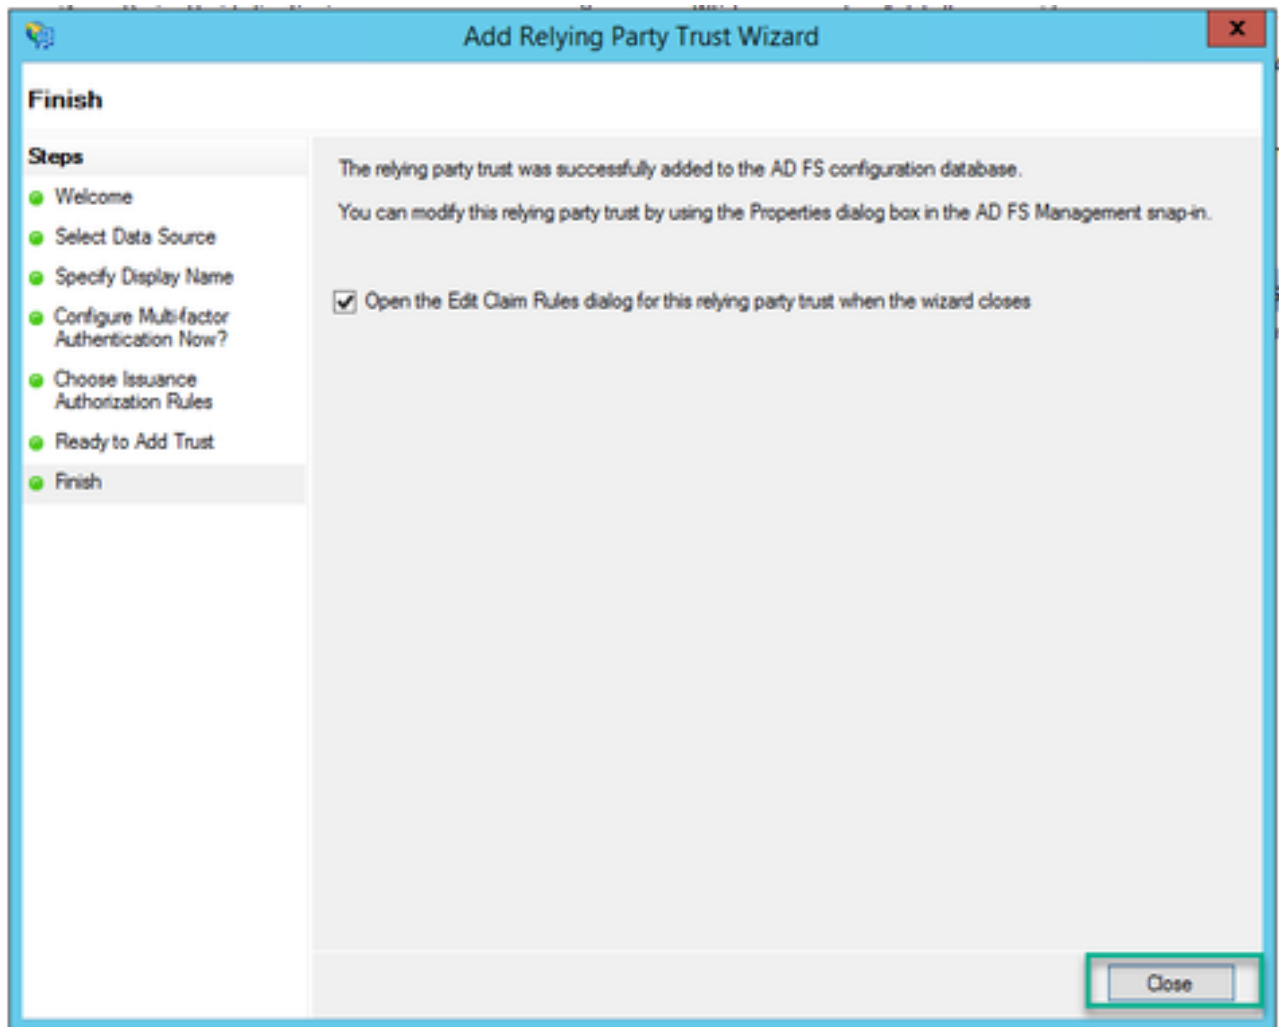 Add Relying Party Trust Wizard
x
Finish
Steps
Welcome
Select Data Source
Specify Display Name
Configure Multi-factor
Authentication Now?
Choose Issuance
Authorization Rules
Ready to Add Trust
Finish
The relying party trust was successfully added to the AD FS configuration database.
You can modify this relying party trust by using the Properties dialog box in the AD FS Management snap-in.
Open the Edit Claim Rules dialog for this relying party trust when the wizard closes
Close